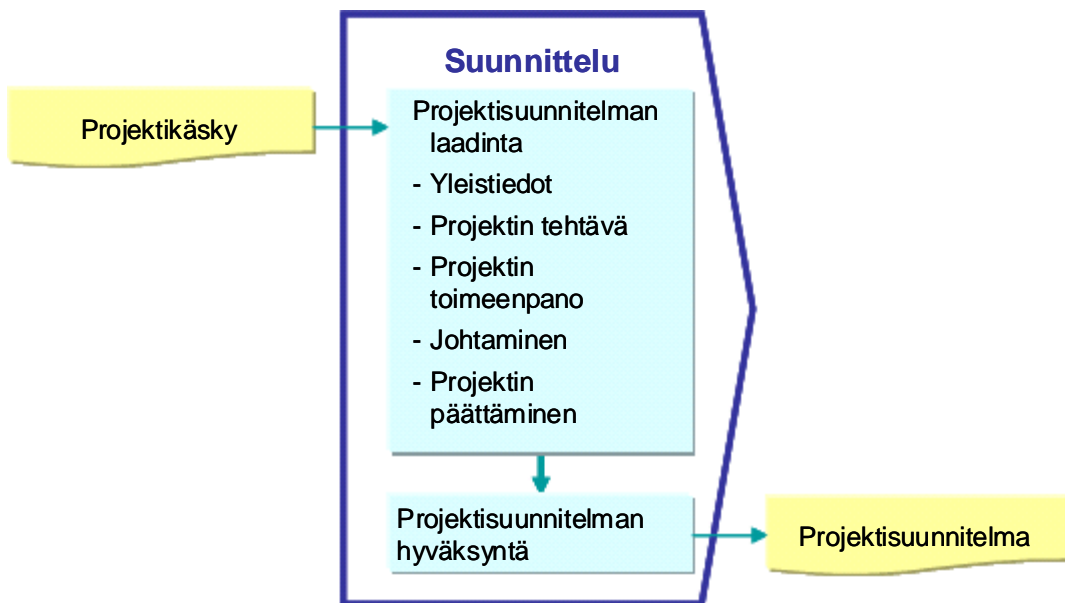 Suunnittelu
Projektikäsky
Projektisuunnitelman
laadinta
- Yleistiedot
- Projektin tehtävä
- Projektin
toimeenpano
- Johtaminen
- Projektin
päättäminen
Projektisuunnitelman
hyväksyntä
Projektisuunnitelma